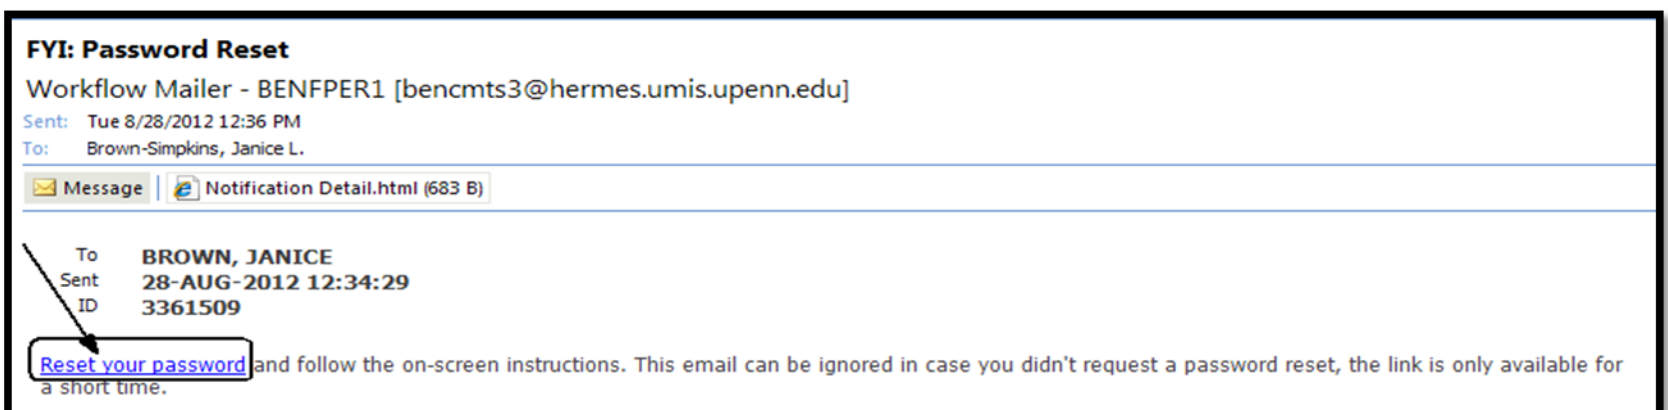 FYI: Password Reset
Workflow Mailer - BENFPER1 [bencmts3@hermes.umis.upenn.edu]
Sent: Tue 8/28/2012 12:36 PM
To: Brown-Simpkins, Janice L.
Message Notification Detail.html (683 B)
To BROWN, JANICE
Sent 28-AUG-2012 12:34:29
ID 3361509
Reset your password and follow the on-screen instructions. This email can be ignored in case you didn't request a password reset, the link is only available for
a short time.